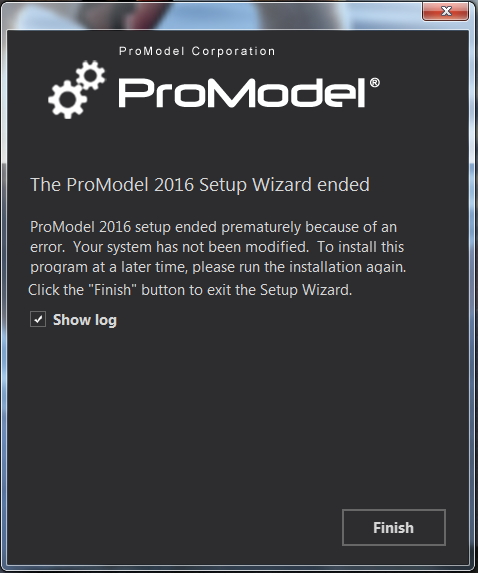 ProModel Corporation
ProModel®
The ProModel 2016 Setup Wizard ended
ProModel 2016 setup ended prematurely because of an
error.  Your system has not been modified.  To install this
program at a later time, please run the installation again.
Click the "Finish" button to exit the Setup Wizard.
Show log
Finish